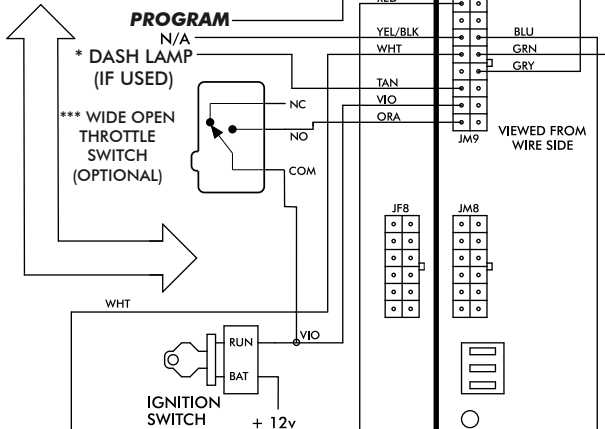 RED
PROGRAM
N/A
YEL/BLK
BLU
* DASH LAMP
(IF USED)
WHT
GRN
GRY
TAN
NC
VIO
*** WIDE OPEN
THROTTLE
SWITCH
(OPTIONAL)
ORA
NO
JM9
VIEWED FROM
WIRE SIDE
COM
JF8
JM8
WHT
RUN
VIO
BAT
IGNITION
SWITCH
+ 12v